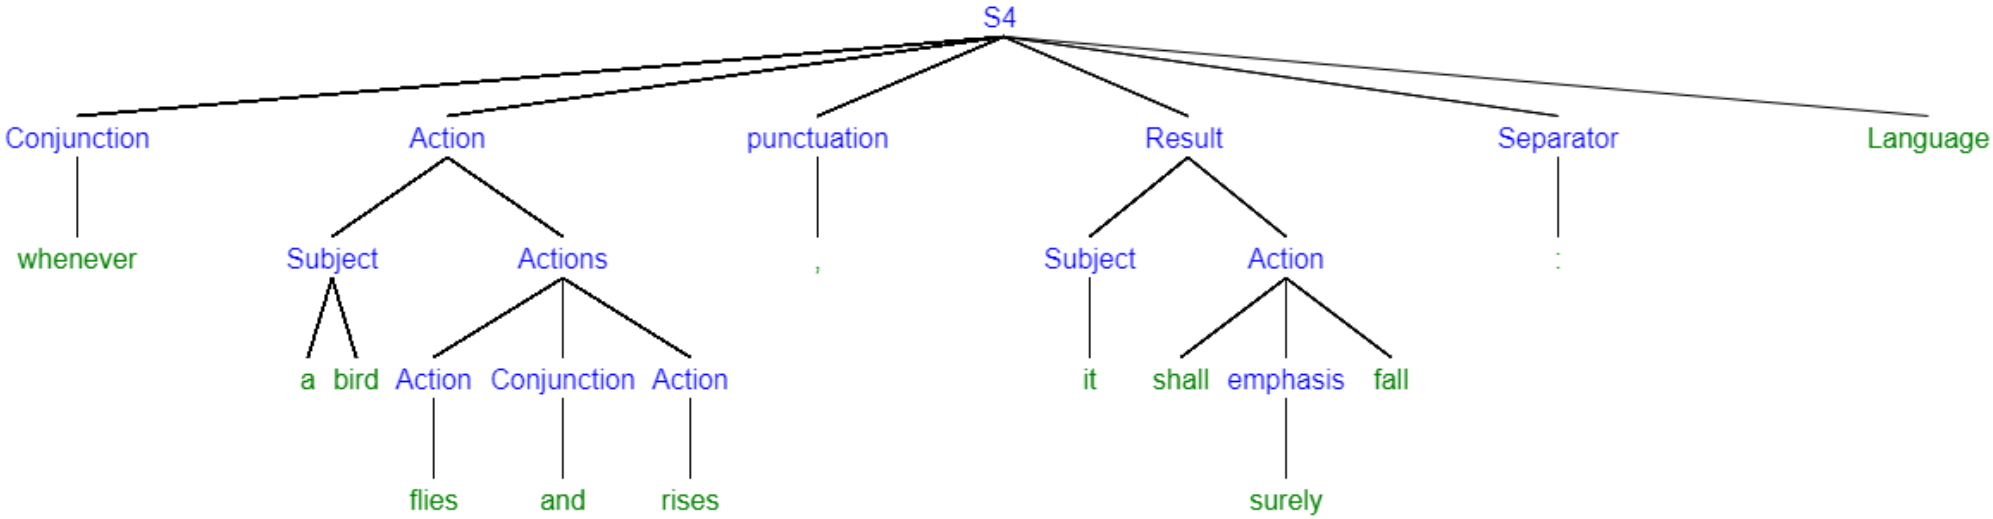 S4
Conjunction Action punctuation Result Separator Language
whenever Subject Actions , Subject Action :
a bird Action Conjunction Action it shall emphasis fall
flies and rises surely